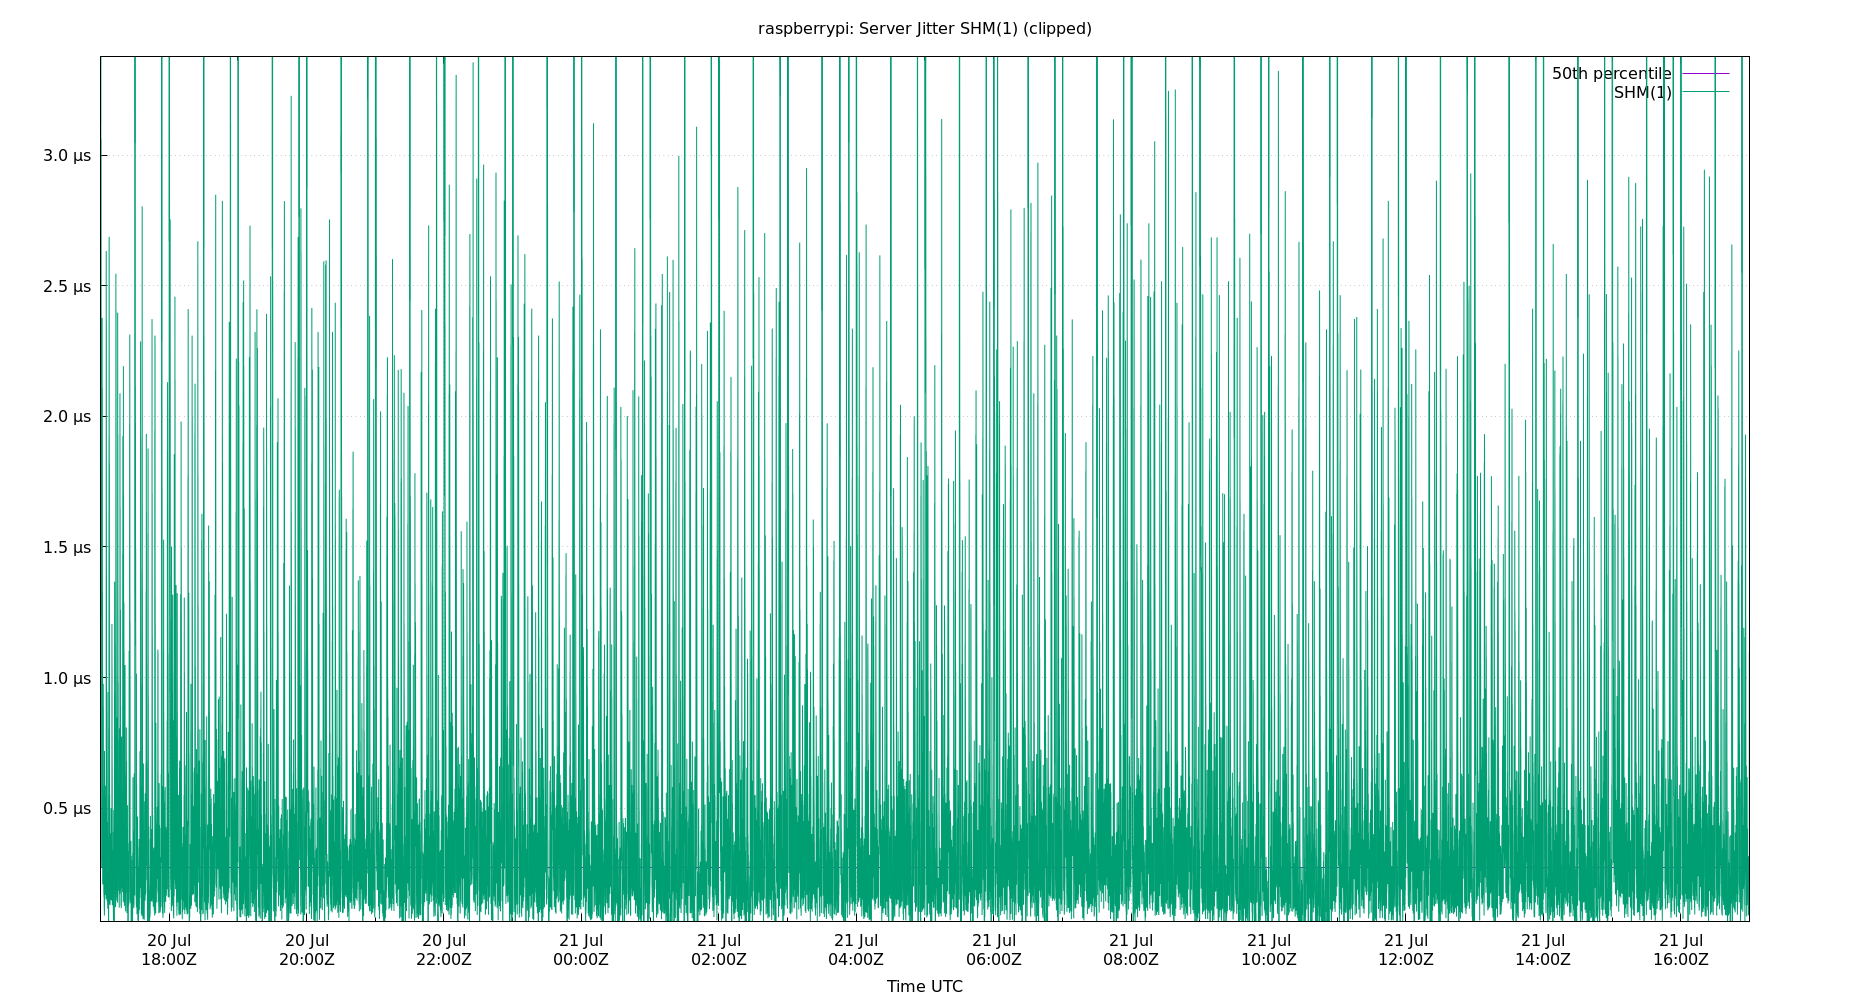 raspberrypi: Server Jitter SHM(1) (clipped)
50th percentile
SHM(1)
3.0 µs
2.5 µs
2.0 µs
1.5 µs
1.0 µs
0.5 µs
20 Jul 20 Jul 20 Jul 21 Jul 21 Jul 21 Jul 21 Jul 21 Jul 21 Jul 21 Jul 21 Jul 21 Jul
18:00Z 20:00Z 22:00Z 00:00Z 02:00Z 04:00Z 06:00Z 08:00Z 10:00Z 12:00Z 14:00Z 16:00Z
Time UTC